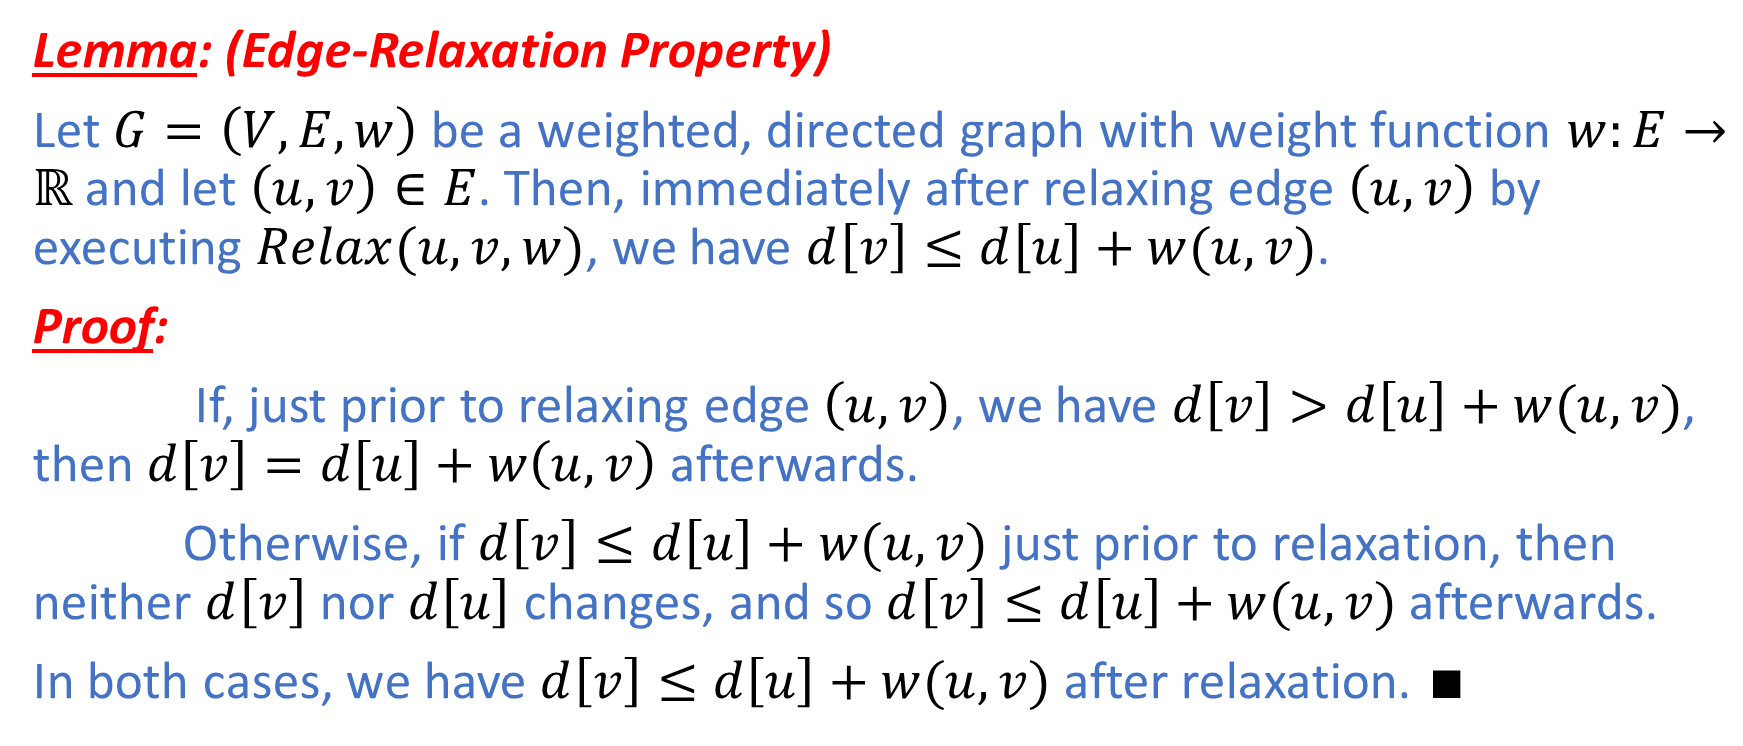 Lemma: (Edge-Relaxation Property)
Let G = (V, E, w) be a weighted, directed graph with weight function w: E →
ℝ and let (u, v) ∈ E. Then, immediately after relaxing edge (u, v) by
executing Relax(u, v, w), we have d[v] ≤ d[u] + w(u, v).
Proof:
If, just prior to relaxing edge (u, v), we have d[v] > d[u] + w(u, v),
then d[v] = d[u] + w(u, v) afterwards.
Otherwise, if d[v] ≤ d[u] + w(u, v) just prior to relaxation, then
neither d[v] nor d[u] changes, and so d[v] ≤ d[u] + w(u, v) afterwards.
In both cases, we have d[v] ≤ d[u] + w(u, v) after relaxation. ■